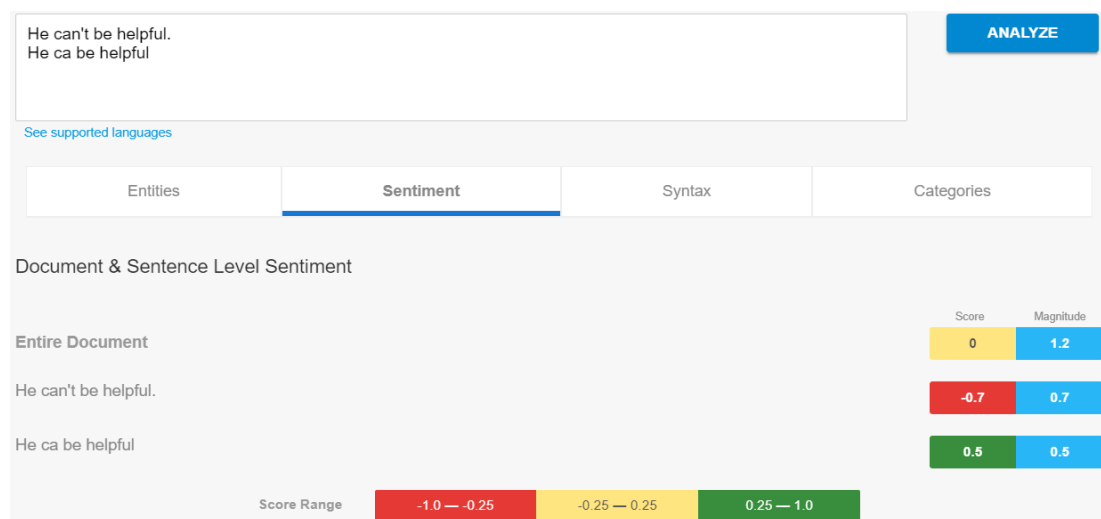 He can't be helpful.
He ca be helpful
ANALYZE
See supported languages
Entities Sentiment Syntax Categories
Document & Sentence Level Sentiment
Score Magnitude
Entire Document 0 1.2
He can't be helpful. -0.7 0.7
He ca be helpful 0.5 0.5
Score Range -1.0 — -0.25 -0.25 — 0.25 0.25 — 1.0